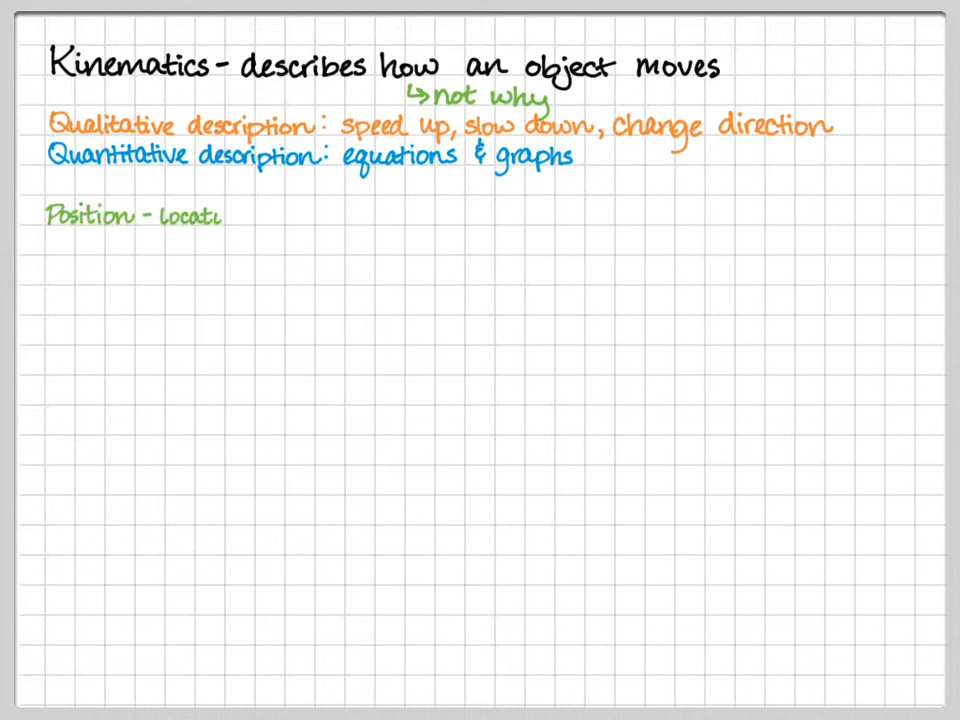 Kinematics - describes how an object moves
↳ not why
Qualitative description: speed up, slow down, change direction
Quantitative description: equations & graphs
Position - locati